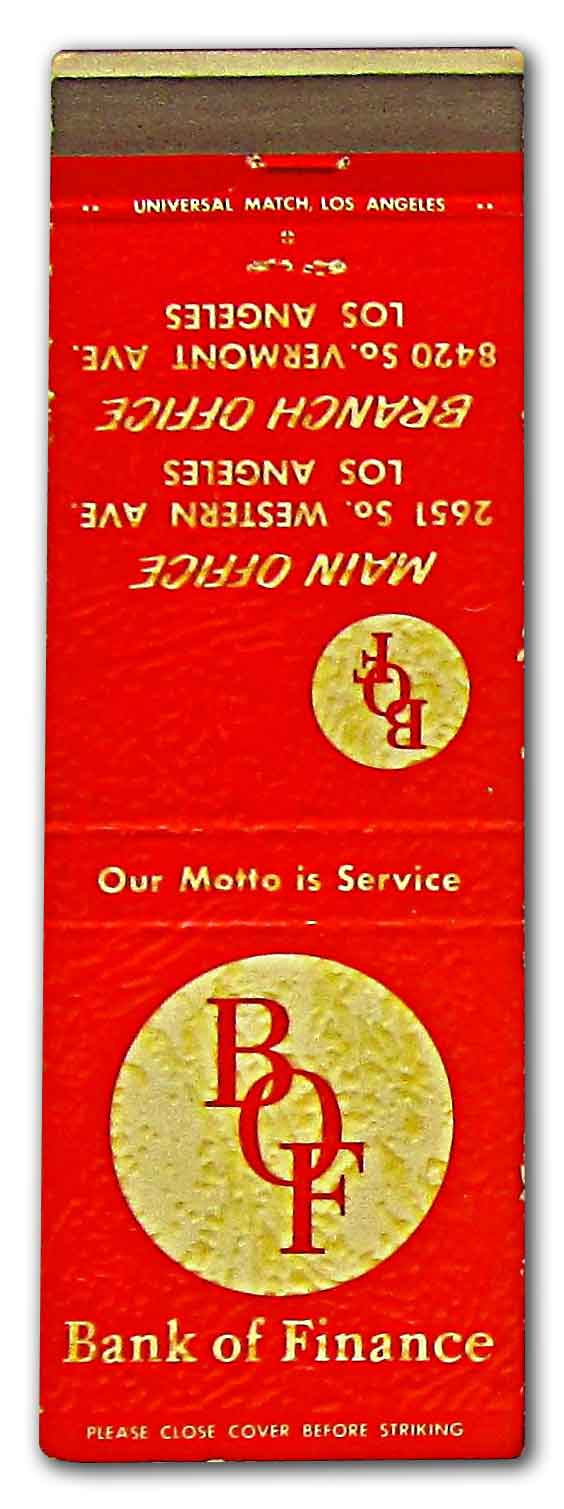 UNIVERSAL MATCH, LOS ANGELES
BOF
MAIN OFFICE
2651 So. WESTERN AVE.
LOS ANGELES
BRANCH OFFICE
8420 So. VERMONT AVE.
LOS ANGELES
Our Motto is Service
BOF
Bank of Finance
PLEASE CLOSE COVER BEFORE STRIKING